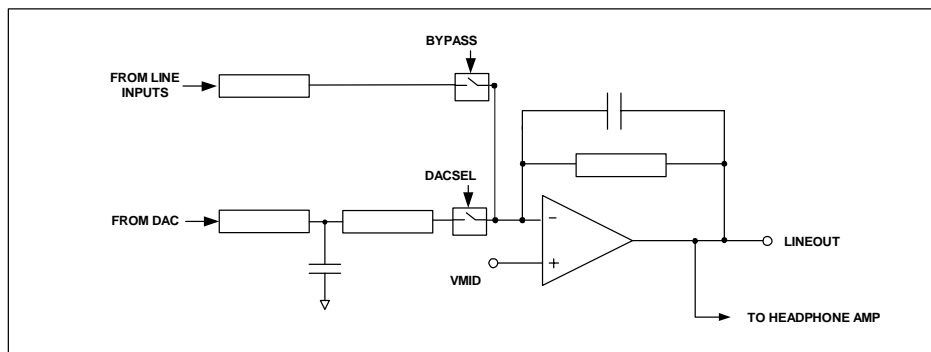 BYPASS
FROM LINE
INPUTS
DACSEL
FROM DAC
−
+
VMID
LINEOUT
TO HEADPHONE AMP